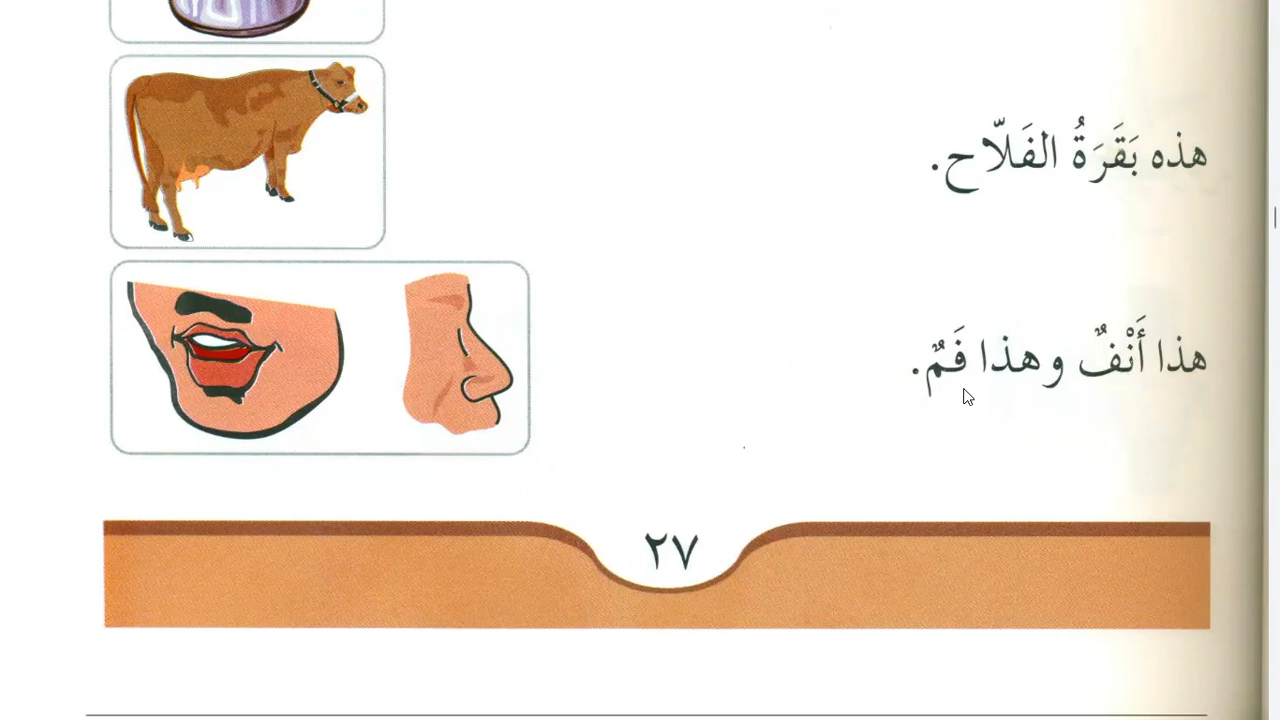 هذه بَقَرَةُ الفَلّاح.
هذا أَنْفٌ وهذا فَمٌ.
٢٧